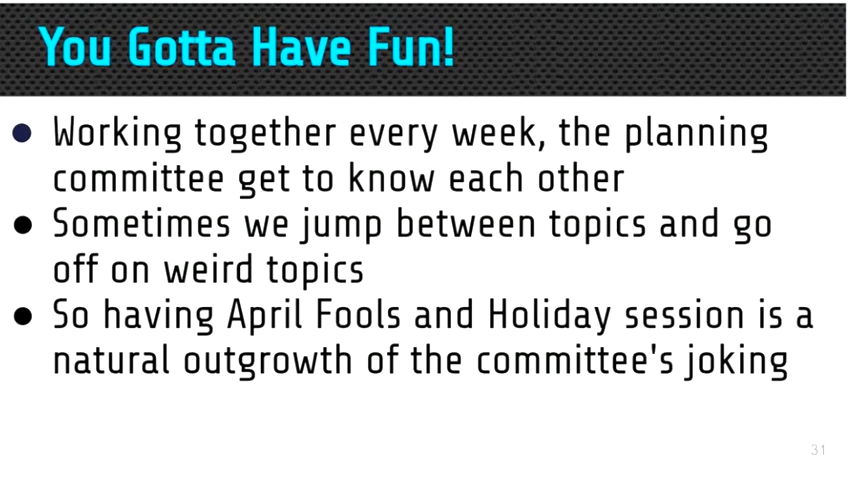 You Gotta Have Fun!
● Working together every week, the planning
committee get to know each other
● Sometimes we jump between topics and go
off on weird topics
● So having April Fools and Holiday session is a
natural outgrowth of the committee's joking
31